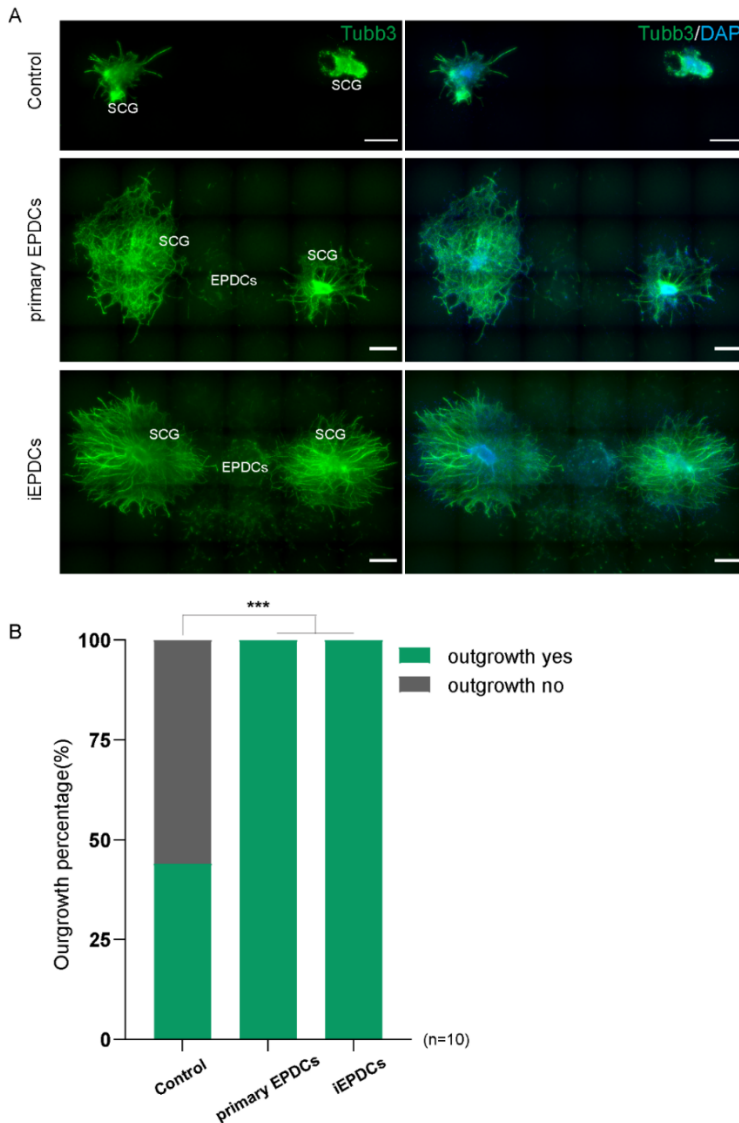 A
Tubb3
Tubb3/DAP
Control
SCG
SCG
primary EPDCs
SCG
SCG
EPDCs
iEPDCs
SCG
SCG
EPDCs
B
***
100
75
50
25
0
Ourgrowth percentage(%)
outgrowth yes
outgrowth no
(n=10)
Control
primary EPDCs
iEPDCs